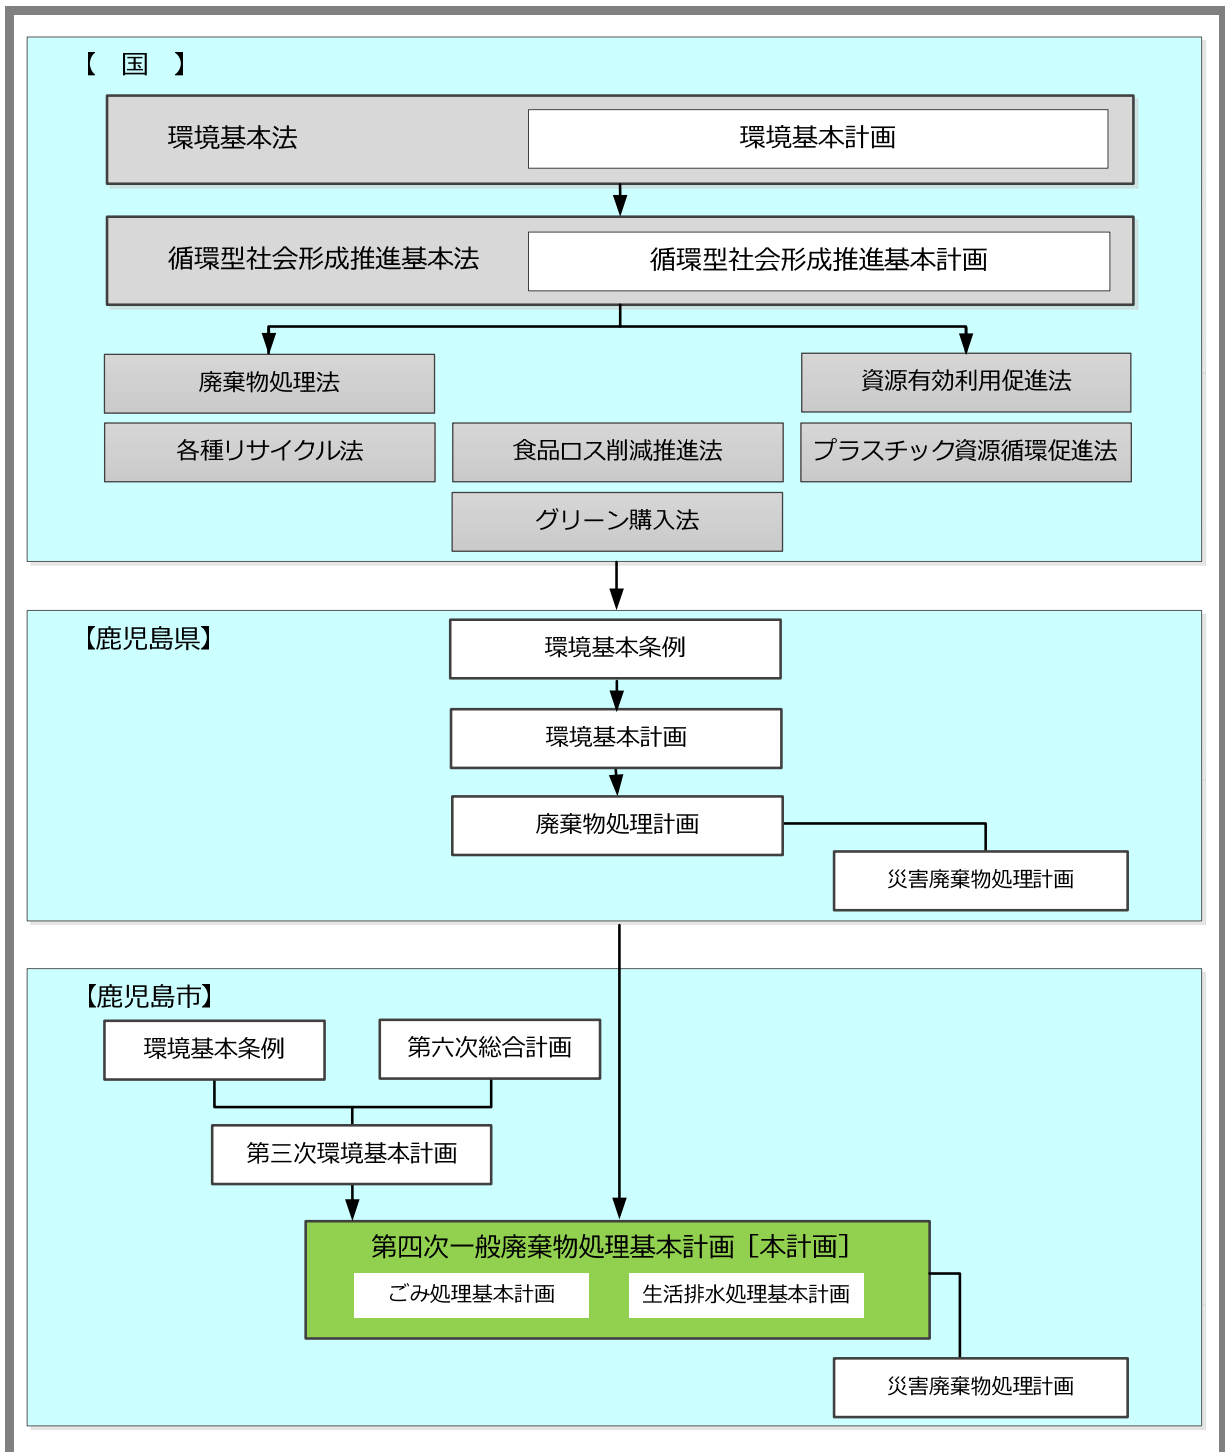 【　国　】
環境基本法
環境基本計画
循環型社会形成推進基本法
循環型社会形成推進基本計画
廃棄物処理法
資源有効利用促進法
各種リサイクル法
食品ロス削減推進法
プラスチック資源循環促進法
グリーン購入法
【鹿児島県】
環境基本条例
環境基本計画
廃棄物処理計画
災害廃棄物処理計画
【鹿児島市】
環境基本条例
第六次総合計画
第三次環境基本計画
第四次一般廃棄物処理基本計画［本計画］
ごみ処理基本計画
生活排水処理基本計画
災害廃棄物処理計画